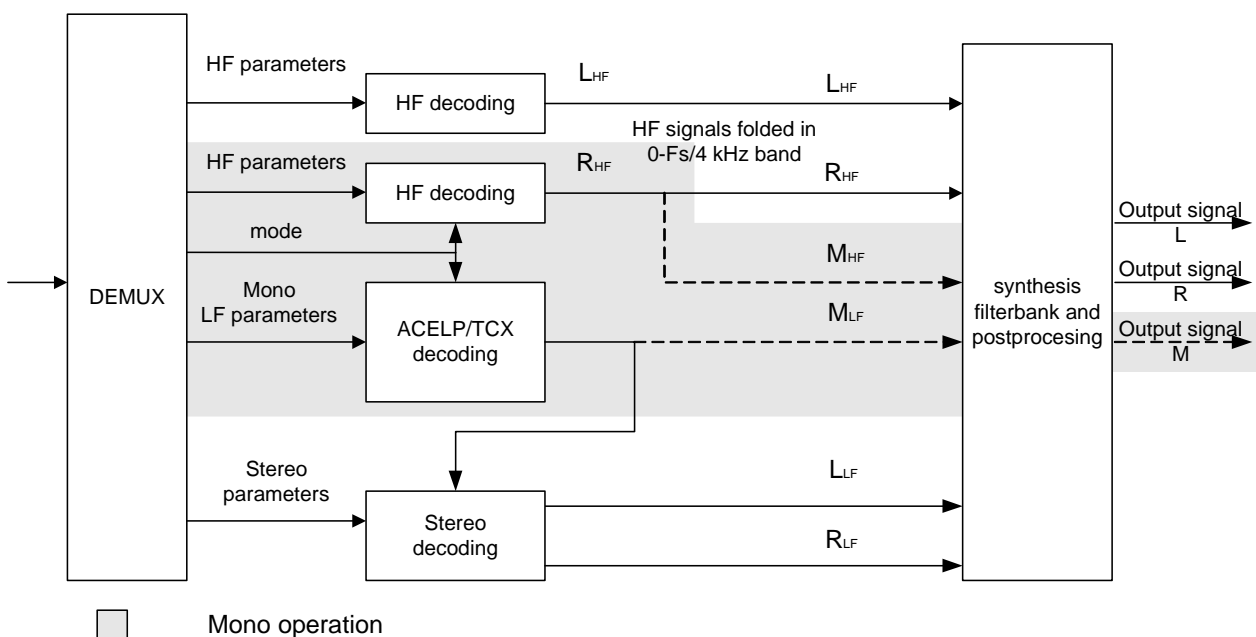 HF parameters
LHF
LHF
HF decoding
HF signals folded in
0-Fs/4 kHz band
HF parameters
RHF
RHF
HF decoding
Output signal
L
mode
MHF
Output signal
R
DEMUX
Mono
LF parameters
synthesis
filterbank and
postprocesing
MLF
ACELP/TCX
decoding
Output signal
M
Stereo
parameters
LLF
Stereo
decoding
RLF
Mono operation